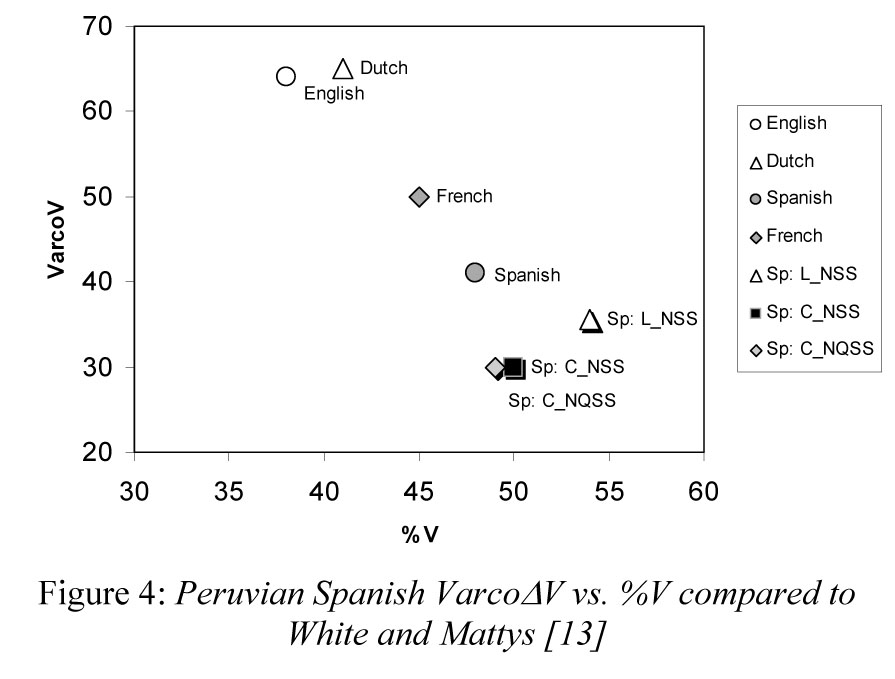 70
60
50
40
30
20
VarcoV
Dutch
English
French
Spanish
Sp: L_NSS
Sp: C_NSS
Sp: C_NQSS
30 35 40 45 50 55 60
%V
English
Dutch
Spanish
French
Sp: L_NSS
Sp: C_NSS
Sp: C_NQSS
Figure 4: Peruvian Spanish VarcoΔV vs. %V compared to
White and Mattys [13]